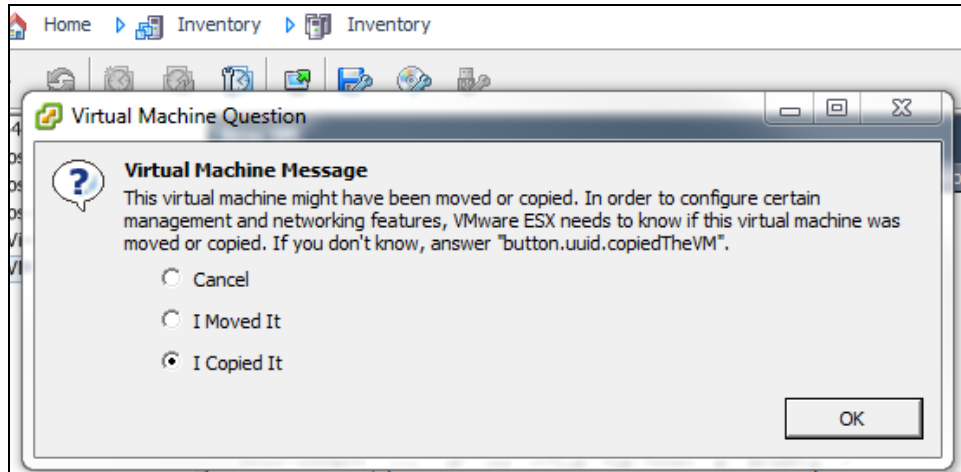 Home Inventory Inventory
Virtual Machine Question
Virtual Machine Message
This virtual machine might have been moved or copied. In order to configure certain
management and networking features, VMware ESX needs to know if this virtual machine was
moved or copied. If you don't know, answer "button.uuid.copiedTheVM".
Cancel
I Moved It
I Copied It
OK